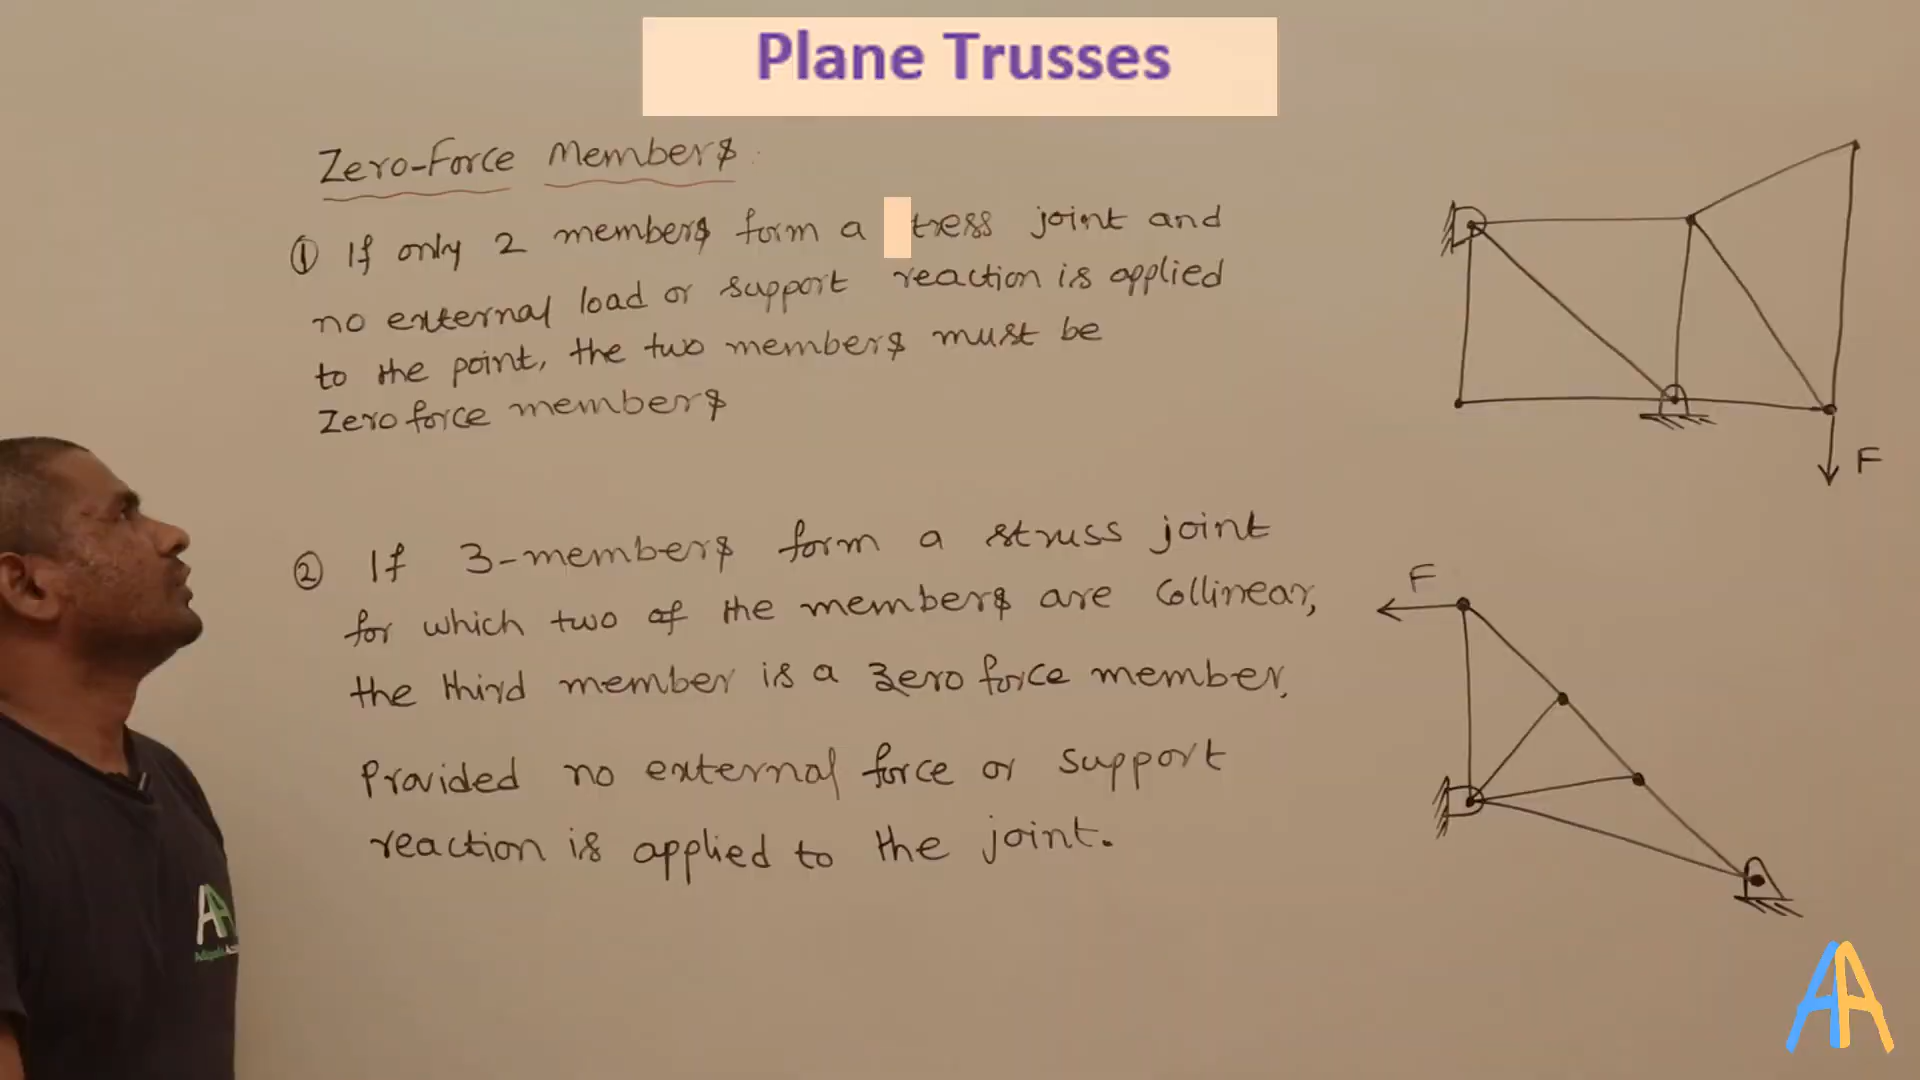 Plane Trusses
Zero-Force Members
① If only 2 members form a tress joint and
no external load or support reaction is applied
to the point, the two members must be
Zero force members
F
② If 3-members form a struss joint
for which two of the members are Collinear,
the third member is a Zero force member,
Provided no external force or support
reaction is applied to the joint.
F
AA